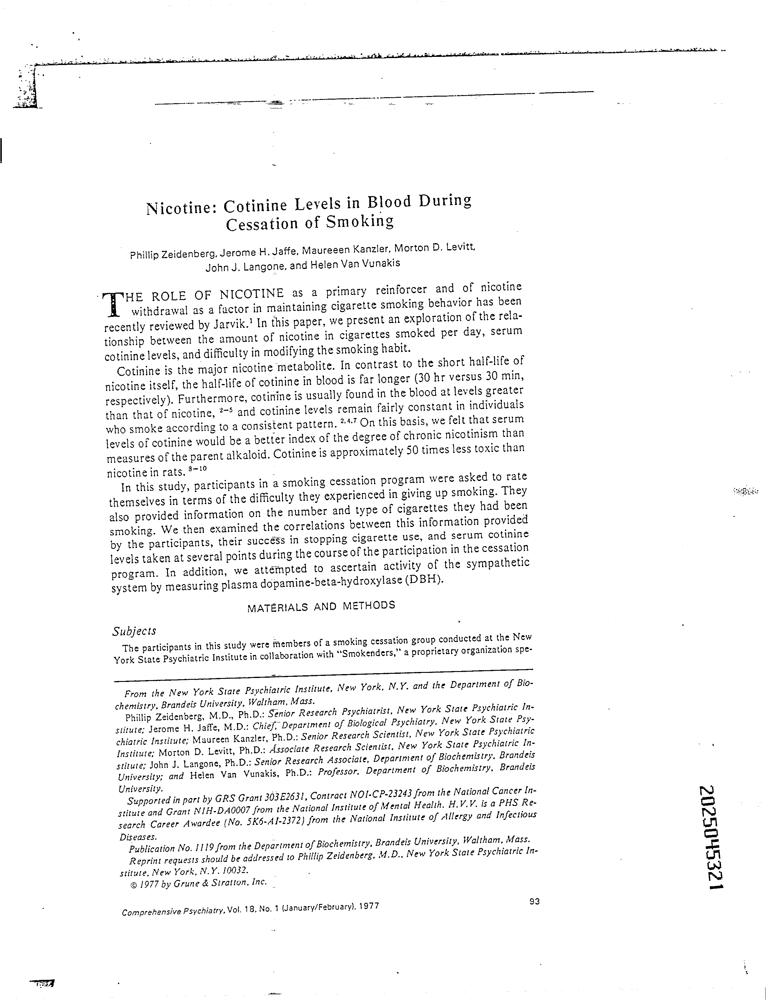 Nicotine: Cotinine Levels in Blood During
Cessation of Smoking
Phillip Zeidenberg, Jerome H. Jaffe, Maureeen Kanzler, Morton D. Levitt,
John J. Langone, and Helen Van Vunakis
THE ROLE OF NICOTINE as a primary reinforcer and of nicotine
withdrawal as a factor in maintaining cigarette smoking behavior has been
recently reviewed by Jarvik.¹ In this paper, we present an exploration of the rela-
tionship between the amount of nicotine in cigarettes smoked per day, serum
cotinine levels, and difficulty in modifying the smoking habit.
Cotinine is the major nicotine metabolite. In contrast to the short half-life of
nicotine itself, the half-life of cotinine in blood is far longer (30 hr versus 30 min,
respectively). Furthermore, cotinine is usually found in the blood at levels greater
than that of nicotine, ²⁻⁵ and cotinine levels remain fairly constant in individuals
who smoke according to a consistent pattern. ²·⁴·⁷ On this basis, we felt that serum
levels of cotinine would be a better index of the degree of chronic nicotinism than
measures of the parent alkaloid. Cotinine is approximately 50 times less toxic than
nicotine in rats. ⁸⁻¹⁰
In this study, participants in a smoking cessation program were asked to rate
themselves in terms of the difficulty they experienced in giving up smoking. They
also provided information on the number and type of cigarettes they had been
smoking. We then examined the correlations between this information provided
by the participants, their success in stopping cigarette use, and serum cotinine
levels taken at several points during the course of the participation in the cessation
program. In addition, we attempted to ascertain activity of the sympathetic
system by measuring plasma dopamine-beta-hydroxylase (DBH).
MATERIALS AND METHODS
Subjects
The participants in this study were members of a smoking cessation group conducted at the New
York State Psychiatric Institute in collaboration with "Smokenders," a proprietary organization spe-
From the New York State Psychiatric Institute, New York, N.Y. and the Department of Bio-
chemistry, Brandeis University, Waltham, Mass.
Phillip Zeidenberg, M.D., Ph.D.: Senior Research Psychiatrist, New York State Psychiatric In-
stitute; Jerome H. Jaffe, M.D.: Chief, Department of Biological Psychiatry, New York State Psy-
chiatric Institute; Maureen Kanzler, Ph.D.: Senior Research Scientist, New York State Psychiatric
Institute; Morton D. Levitt, Ph.D.: Associate Research Scientist, New York State Psychiatric In-
stitute; John J. Langone, Ph.D.: Senior Research Associate, Department of Biochemistry, Brandeis
University; and Helen Van Vunakis, Ph.D.: Professor, Department of Biochemistry, Brandeis
University.
Supported in part by GRS Grant 303E2631, Contract NO1-CP-23243 from the National Cancer In-
stitute and Grant N1H-DA0007 from the National Institute of Mental Health. H.V.V. is a PHS Re-
search Career Awardee (No. 5K6-A1-2372) from the National Institute of Allergy and Infectious
Diseases.
Publication No. 1119 from the Department of Biochemistry, Brandeis University, Waltham, Mass.
Reprint requests should be addressed to Phillip Zeidenberg, M.D., New York State Psychiatric In-
stitute, New York, N.Y. 10032.
© 1977 by Grune & Stratton, Inc.
Comprehensive Psychiatry, Vol. 18, No. 1 (January/February), 1977
93
2025045321